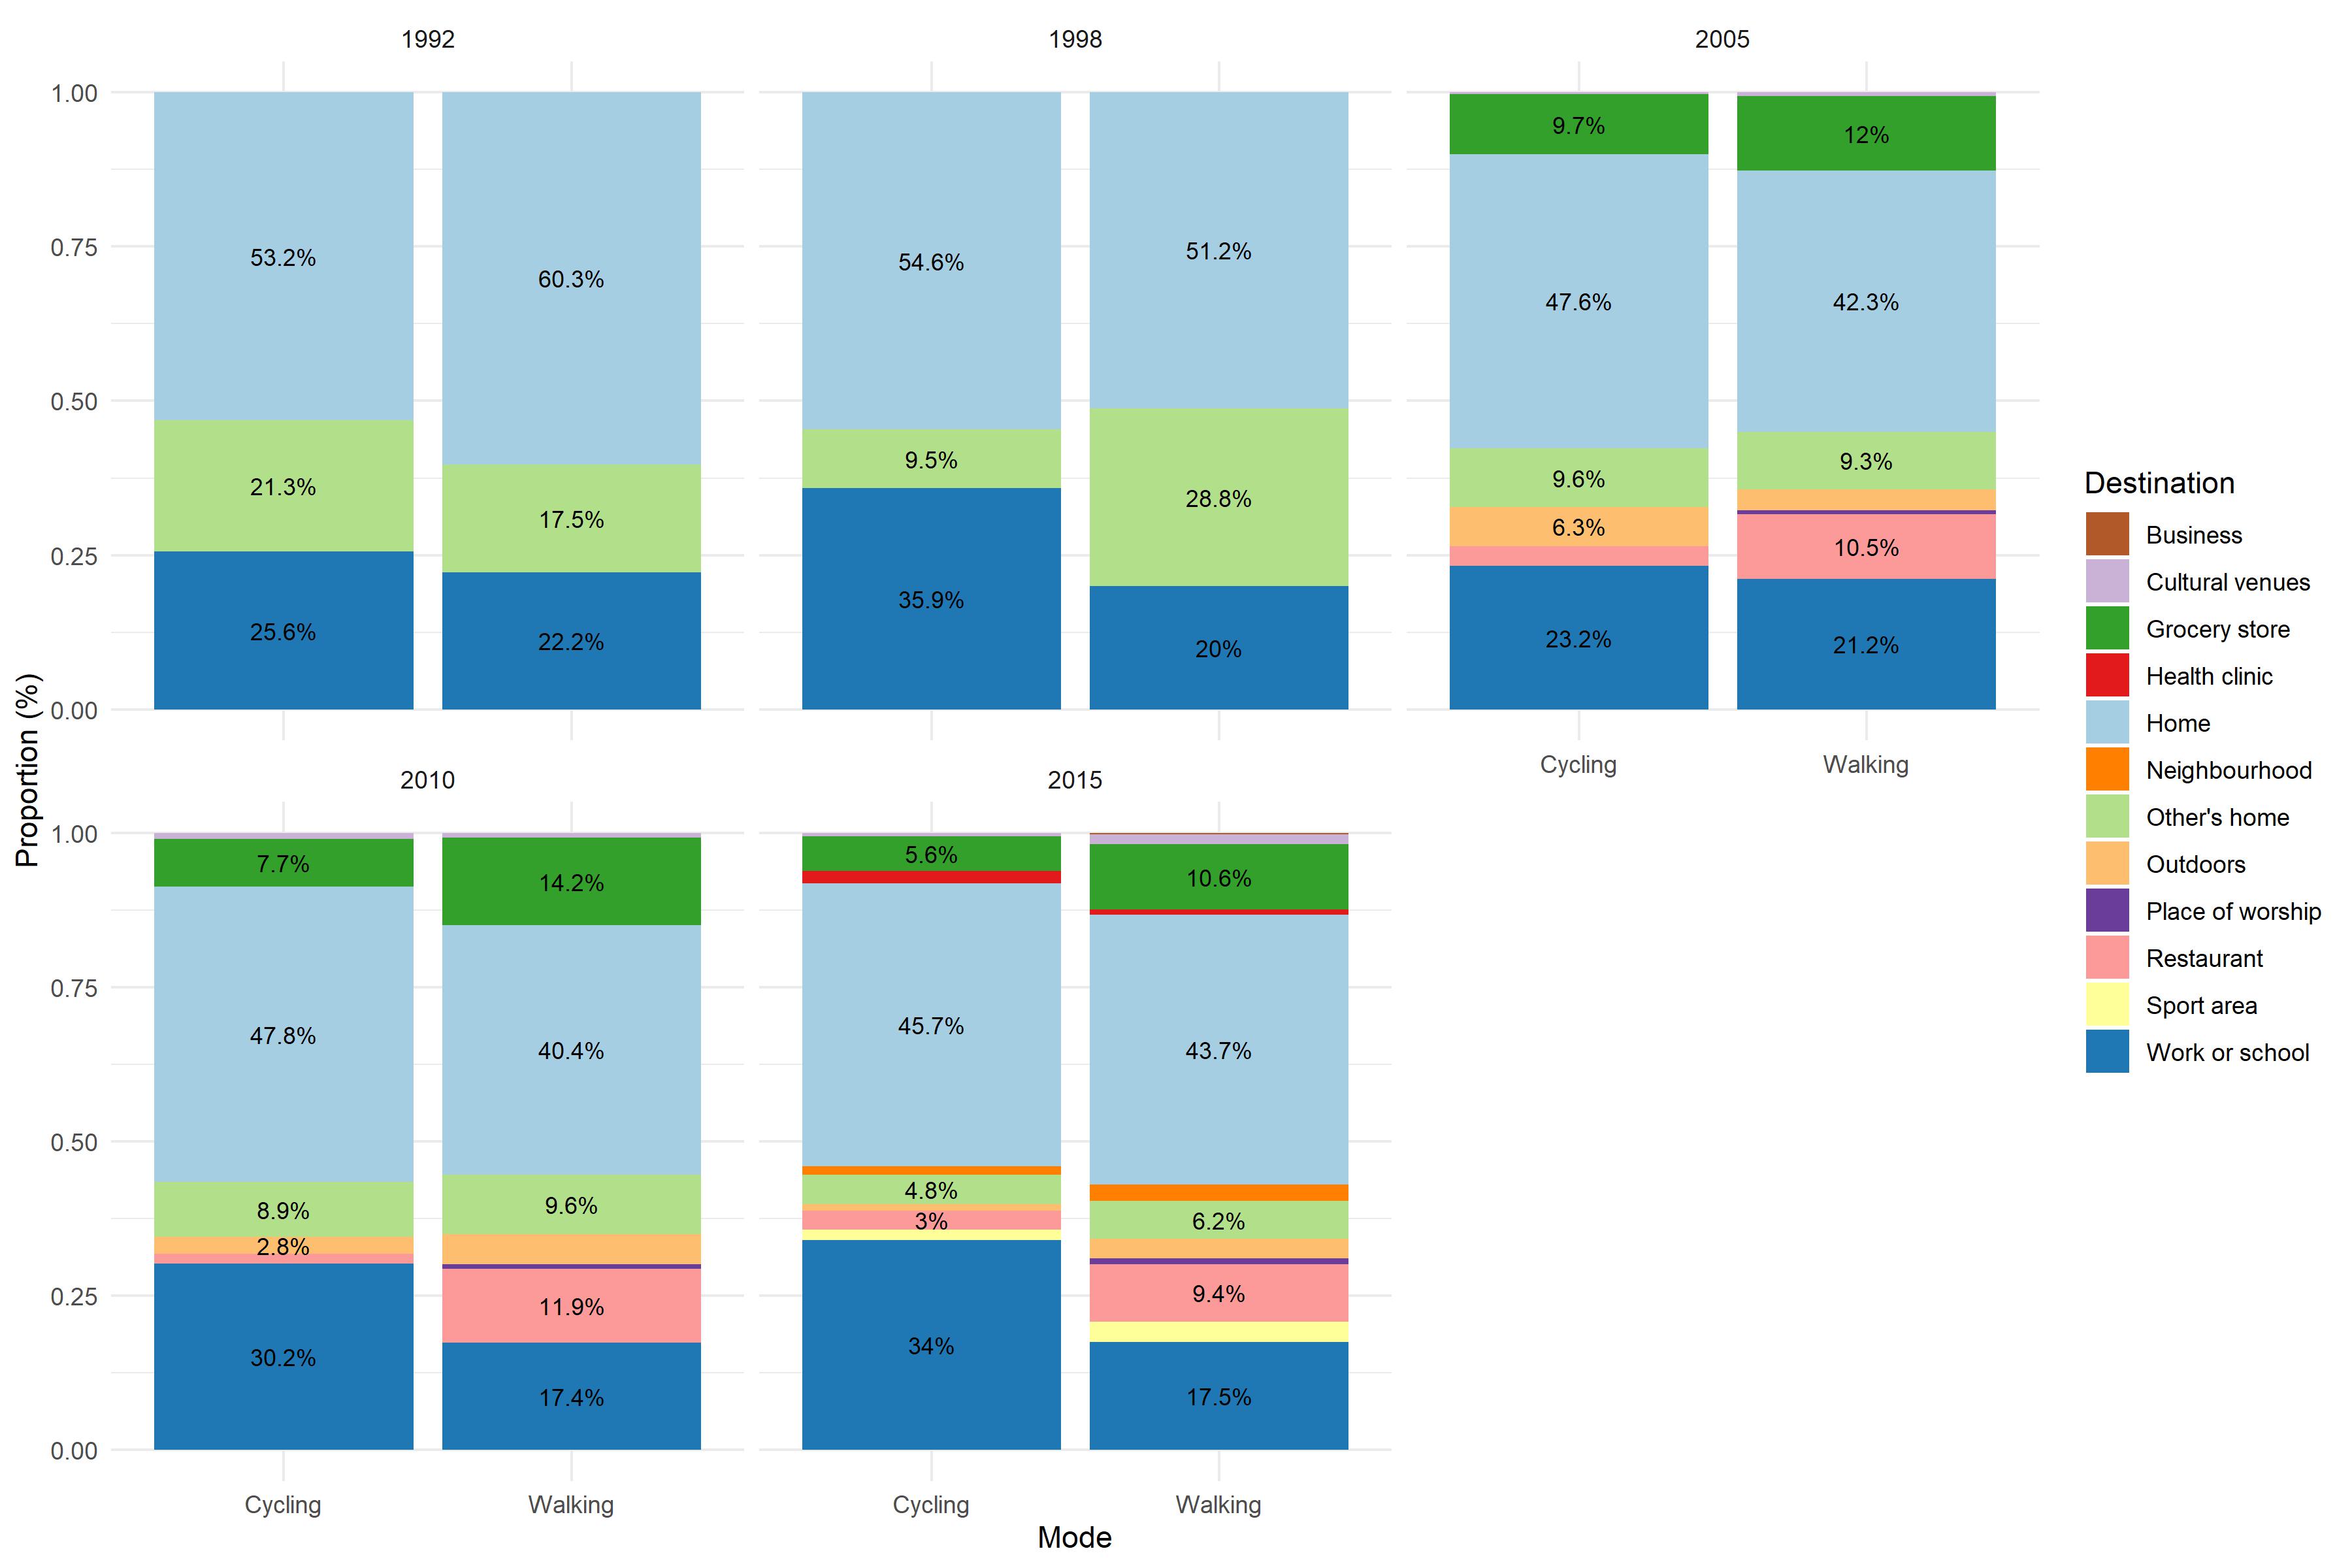 1992
1998
2005
Proportion (%)
1.00
0.75
0.50
0.25
0.00
53.2%
21.3%
25.6%
60.3%
17.5%
22.2%
54.6%
9.5%
35.9%
51.2%
28.8%
20%
9.7%
47.6%
9.6%
6.3%
23.2%
12%
42.3%
9.3%
10.5%
21.2%
Cycling
Walking
2010
2015
1.00
0.75
0.50
0.25
0.00
7.7%
47.8%
8.9%
2.8%
30.2%
14.2%
40.4%
9.6%
11.9%
17.4%
5.6%
45.7%
4.8%
3%
34%
10.6%
43.7%
6.2%
9.4%
17.5%
Cycling
Walking
Cycling
Walking
Mode
Destination
Business
Cultural venues
Grocery store
Health clinic
Home
Neighbourhood
Other's home
Outdoors
Place of worship
Restaurant
Sport area
Work or school